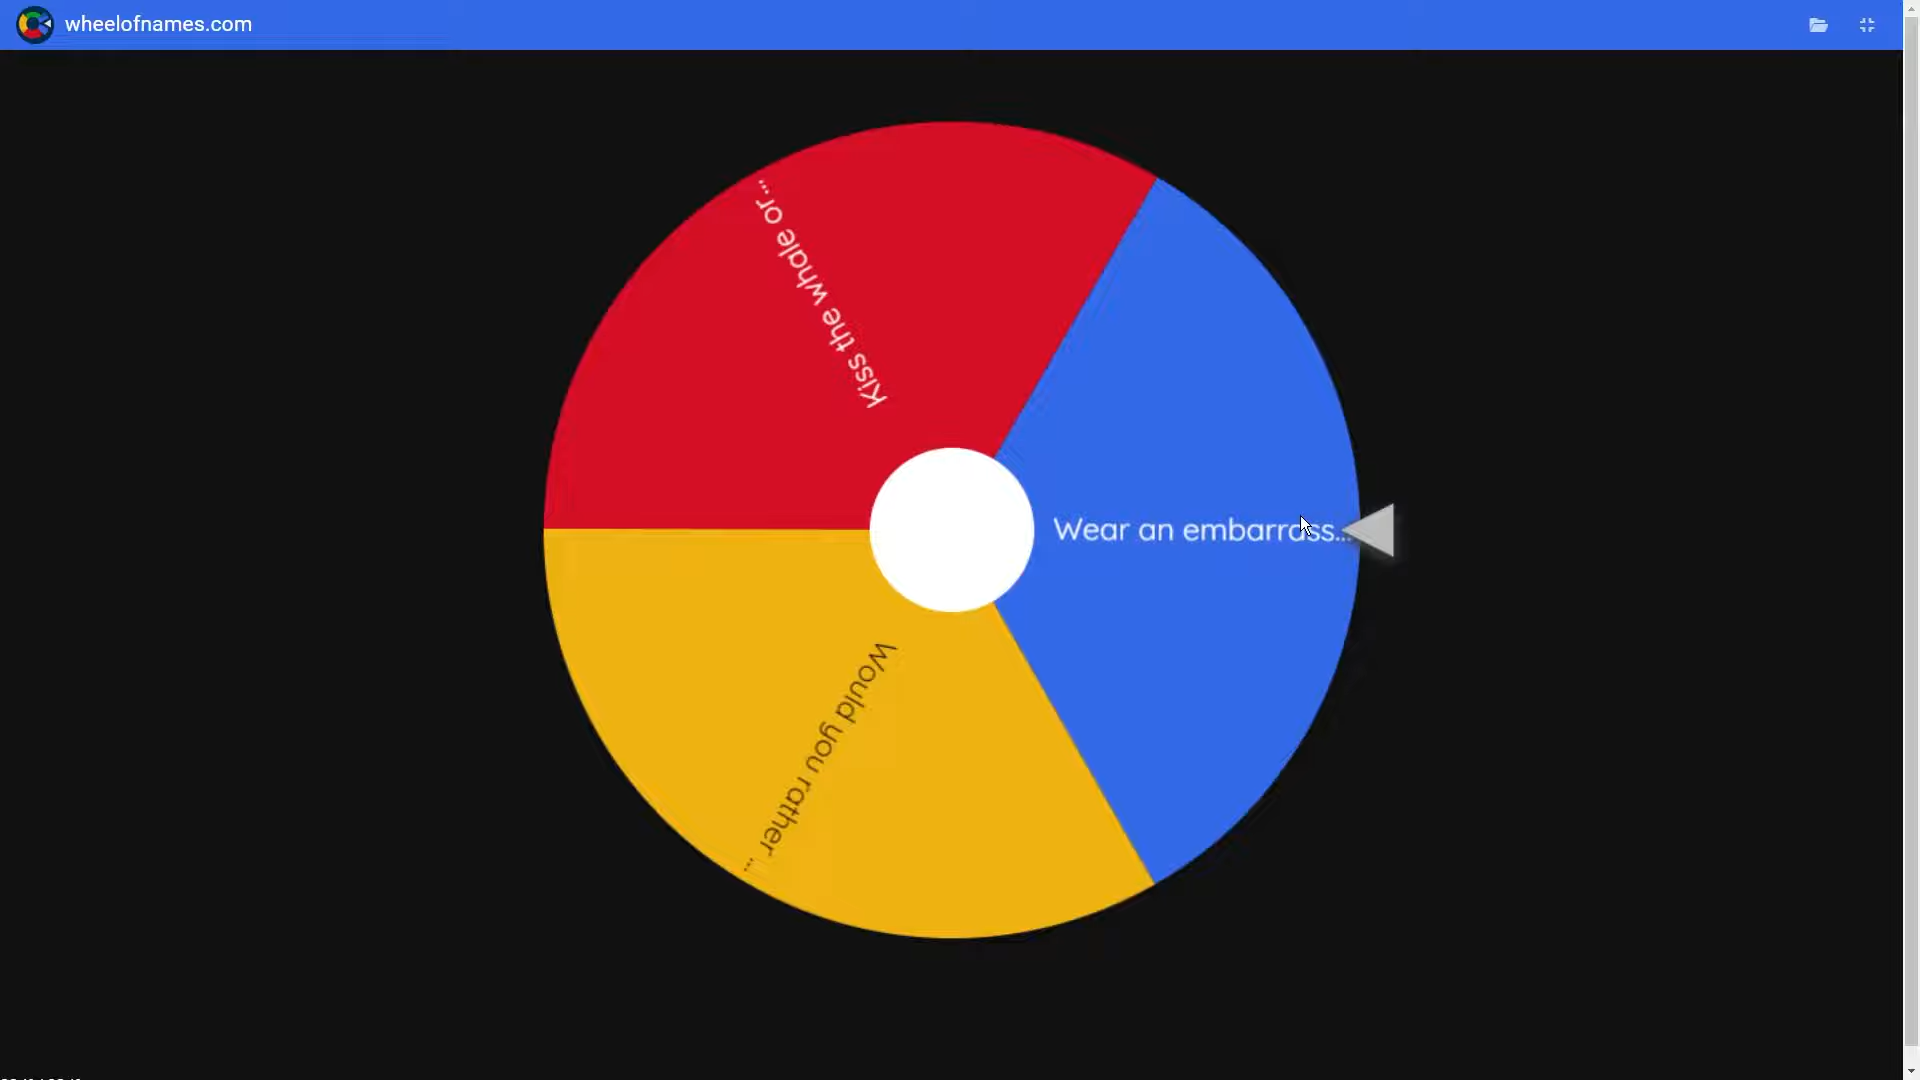 wheelofnames.com
Kiss the whale or...
Wear an embarrass...
Would you rather ...